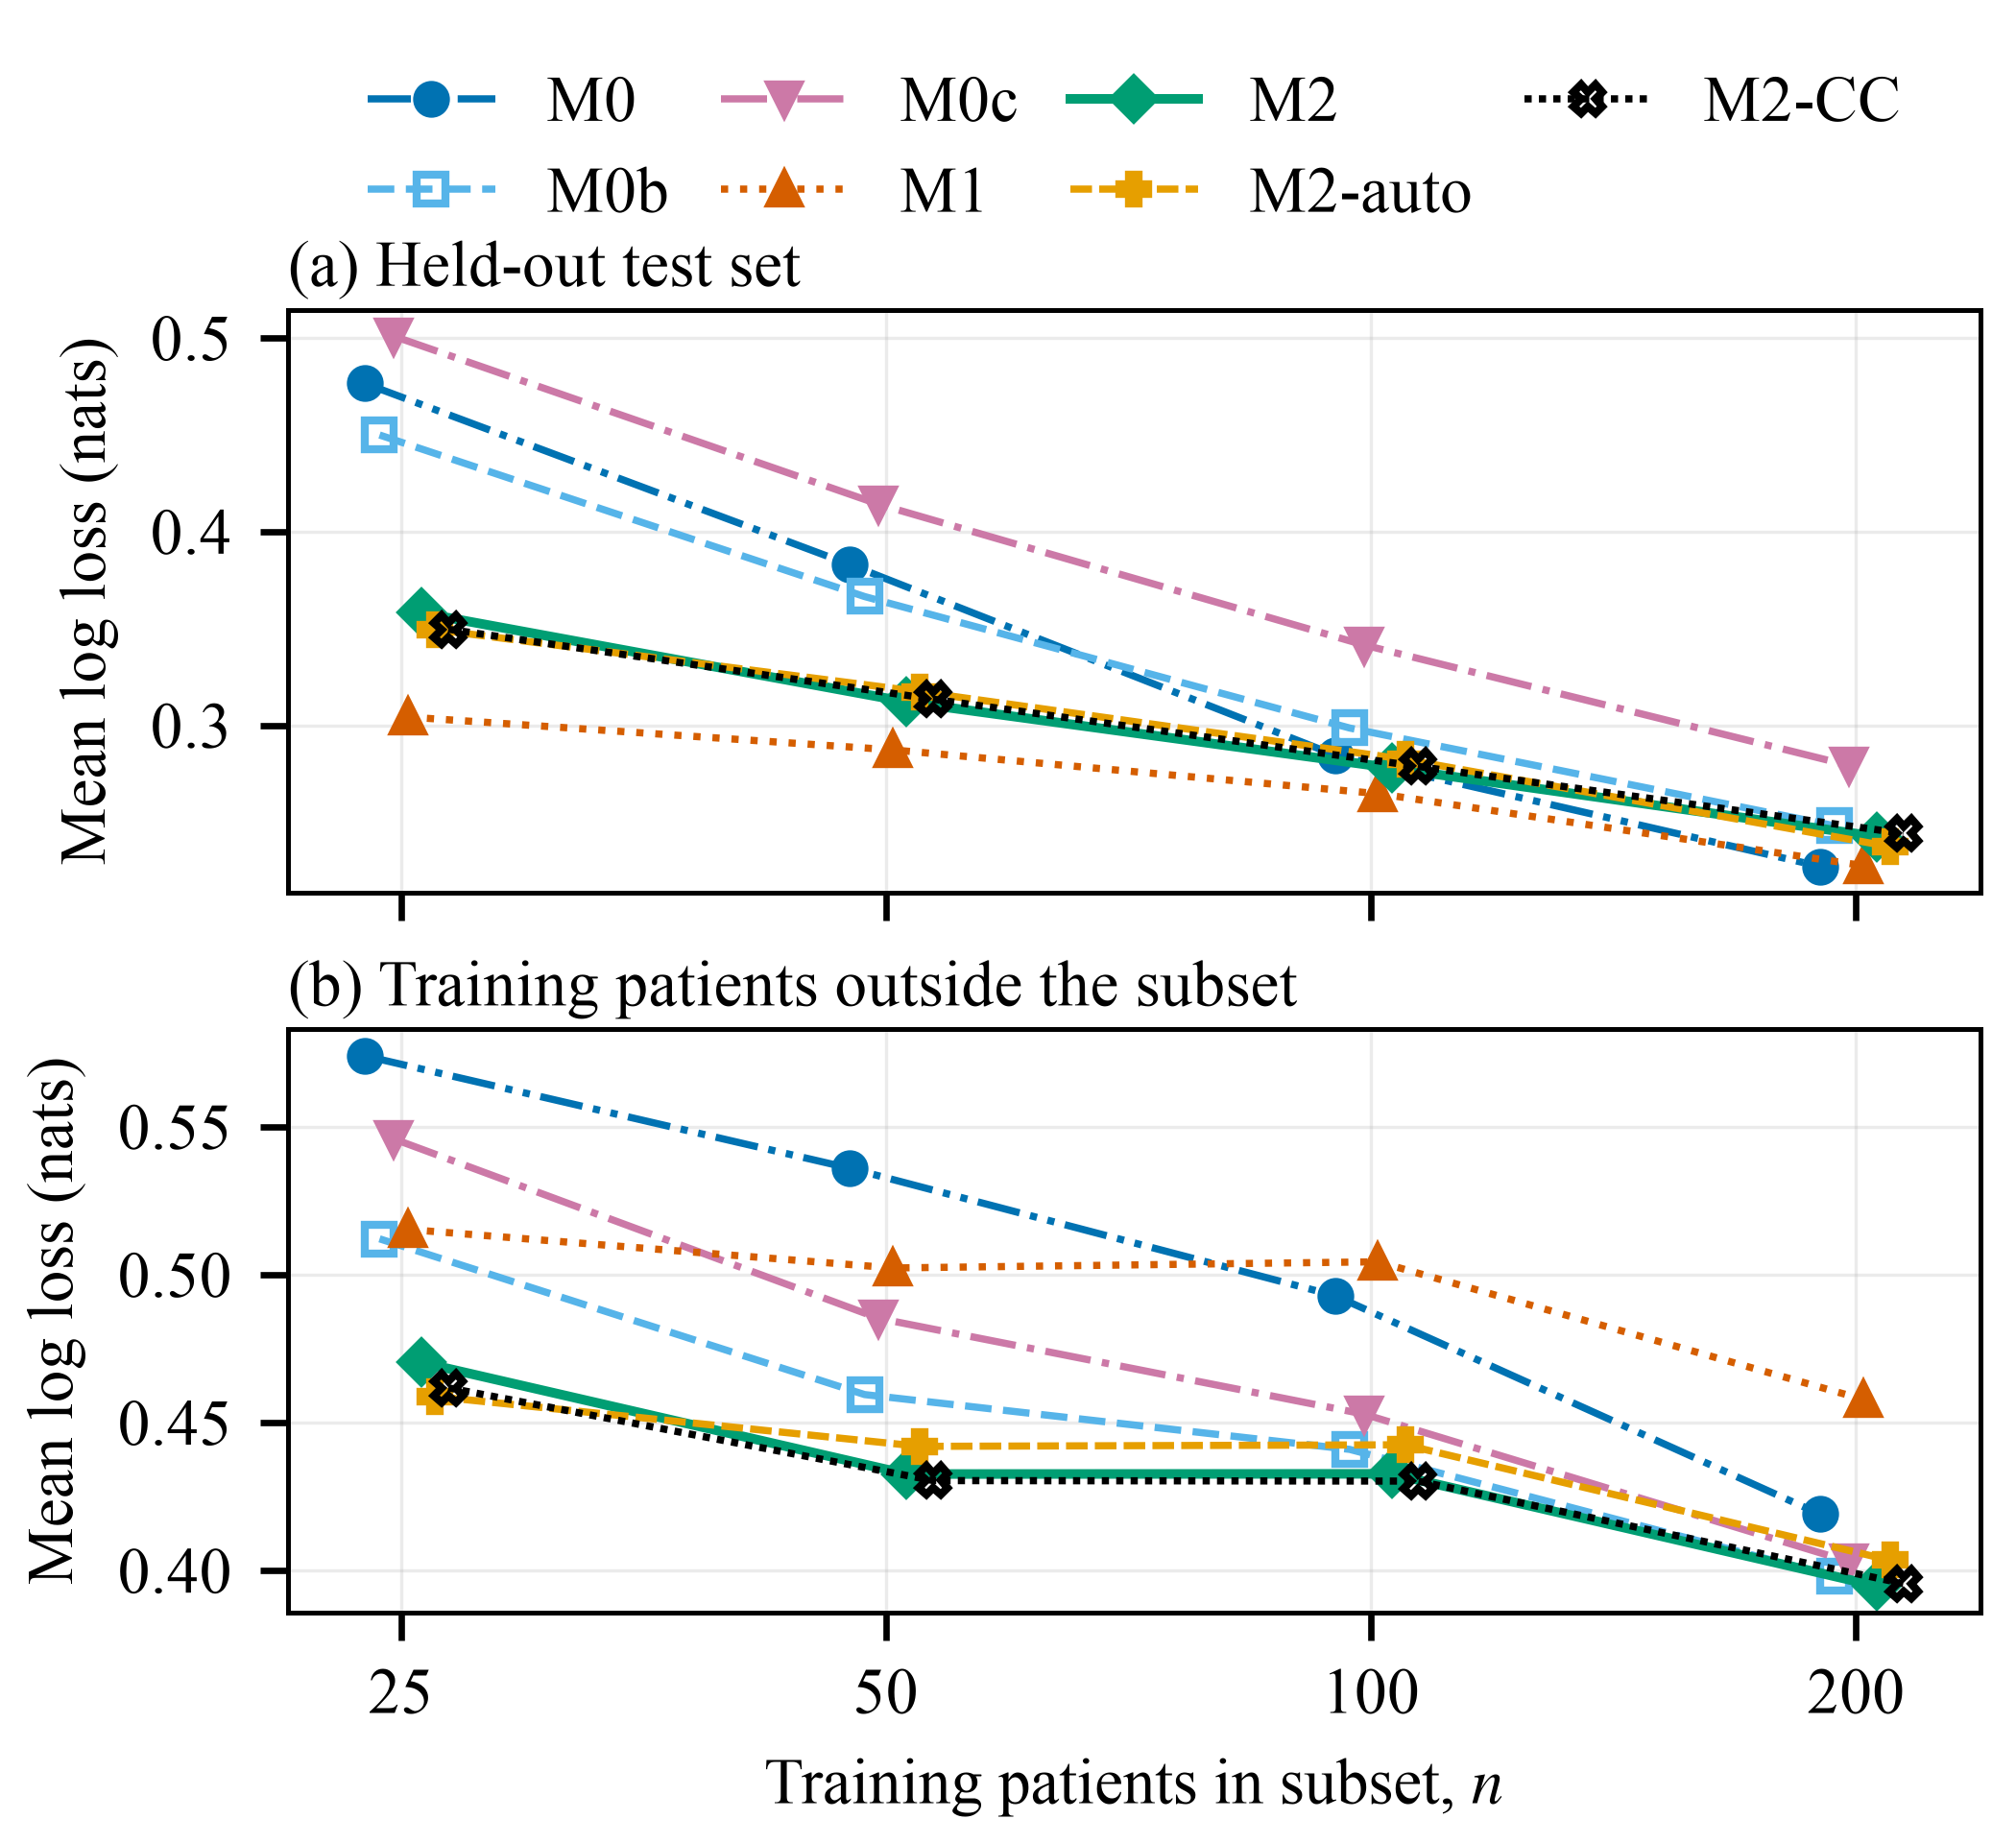 M0 M0c M2 M2-CC
M0b M1 M2-auto
(a) Held-out test set
Mean log loss (nats)
0.5
0.4
0.3
(b) Training patients outside the subset
Mean log loss (nats)
0.55
0.50
0.45
0.40
25 50 100 200
Training patients in subset, n